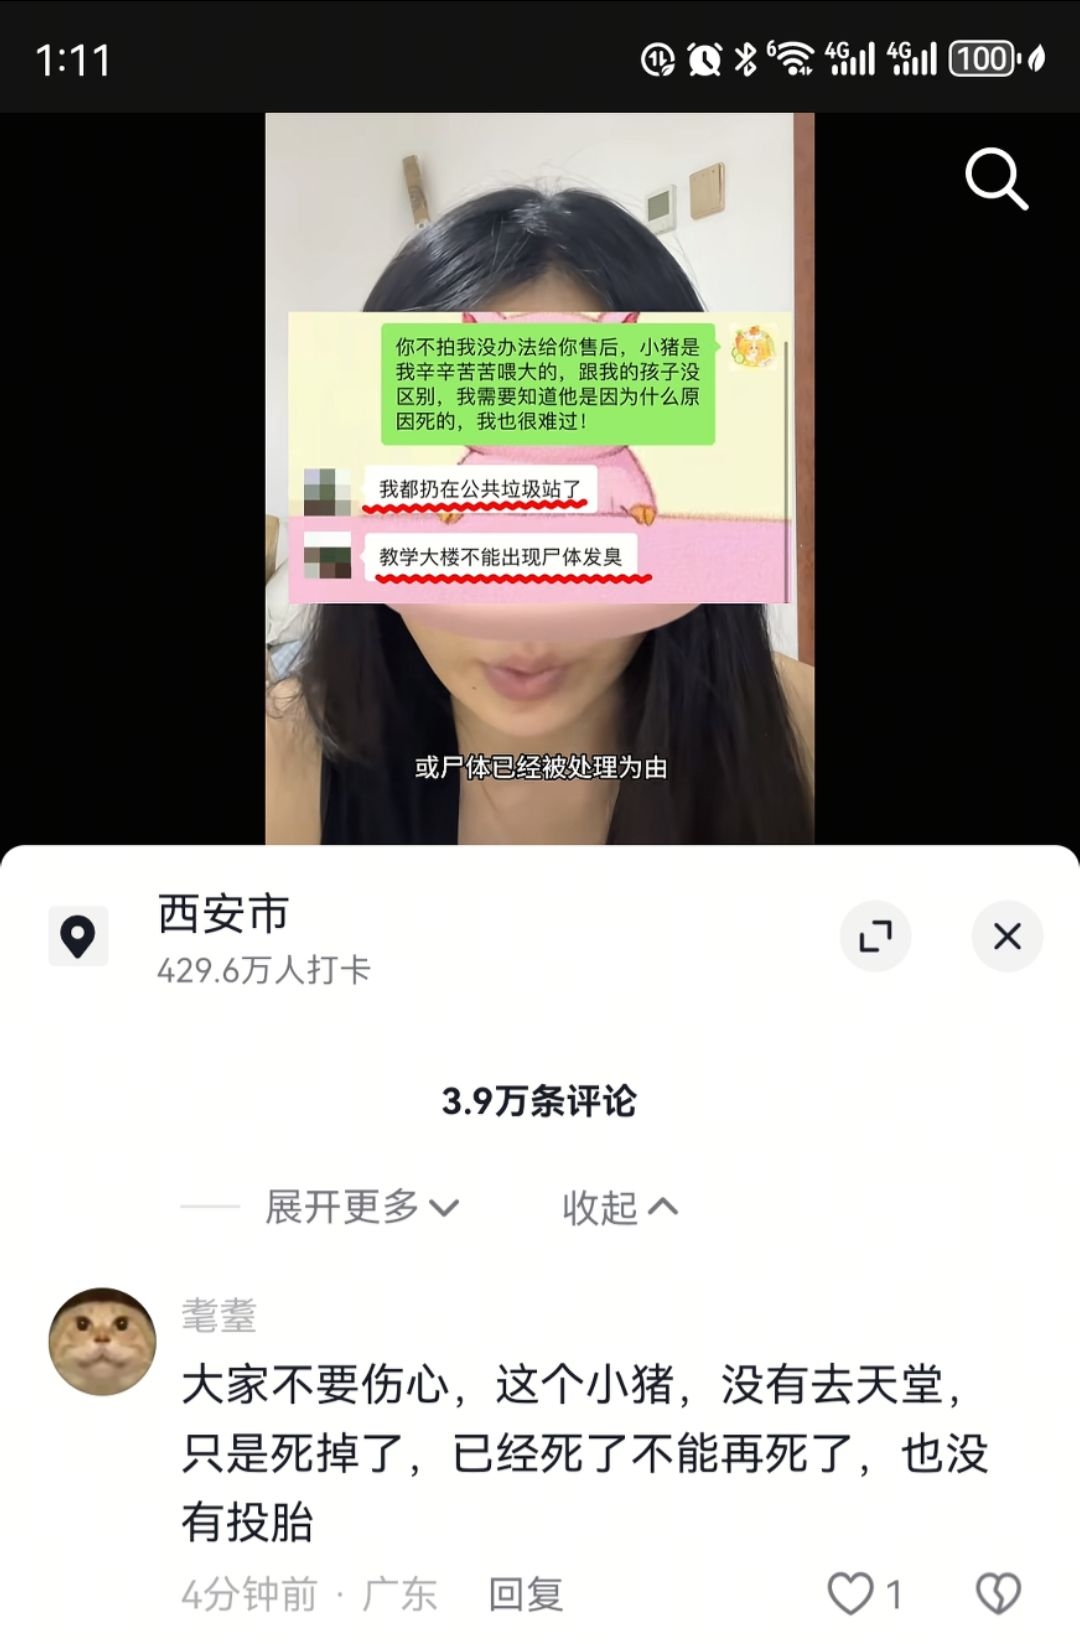 1:11
6 4G 4G 100
你不拍我没办法给你售后，小猪是
我辛辛苦苦喂大的，跟我的孩子没
区别，我需要知道他是因为什么原
因死的，我也很难过！
我都扔在公共垃圾站了
教学大楼不能出现尸体发臭
或尸体已经被处理为由
西安市
429.6万人打卡
3.9万条评论
展开更多 收起
耄耋
大家不要伤心，这个小猪，没有去天堂，
只是死掉了，已经死了不能再死了，也没
有投胎
4分钟前 · 广东 回复 1